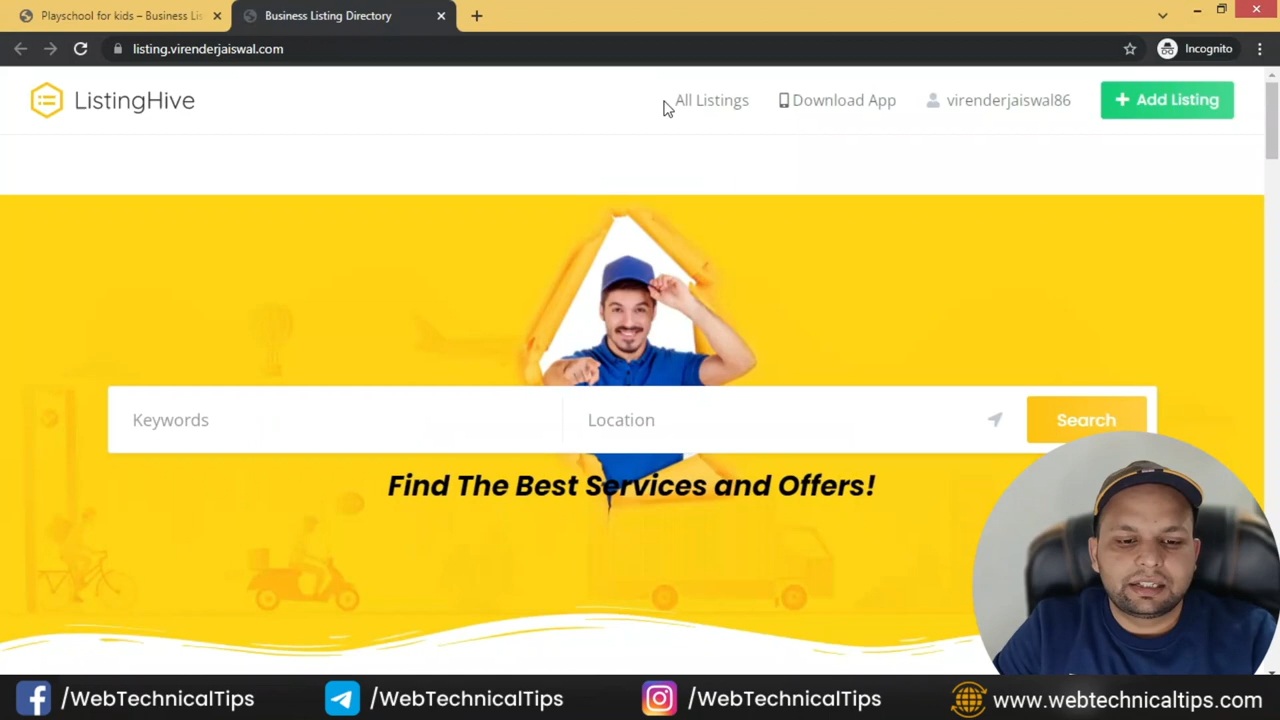 Playschool for kids – Business Lis
Business Listing Directory
listing.virenderjaiswal.com
Incognito
ListingHive
All Listings
Download App
virenderjaiswal86
Add Listing
Keywords
Location
Search
Find The Best Services and Offers!
/WebTechnicalTips
/WebTechnicalTips
/WebTechnicalTips
www.webtechnicaltips.com